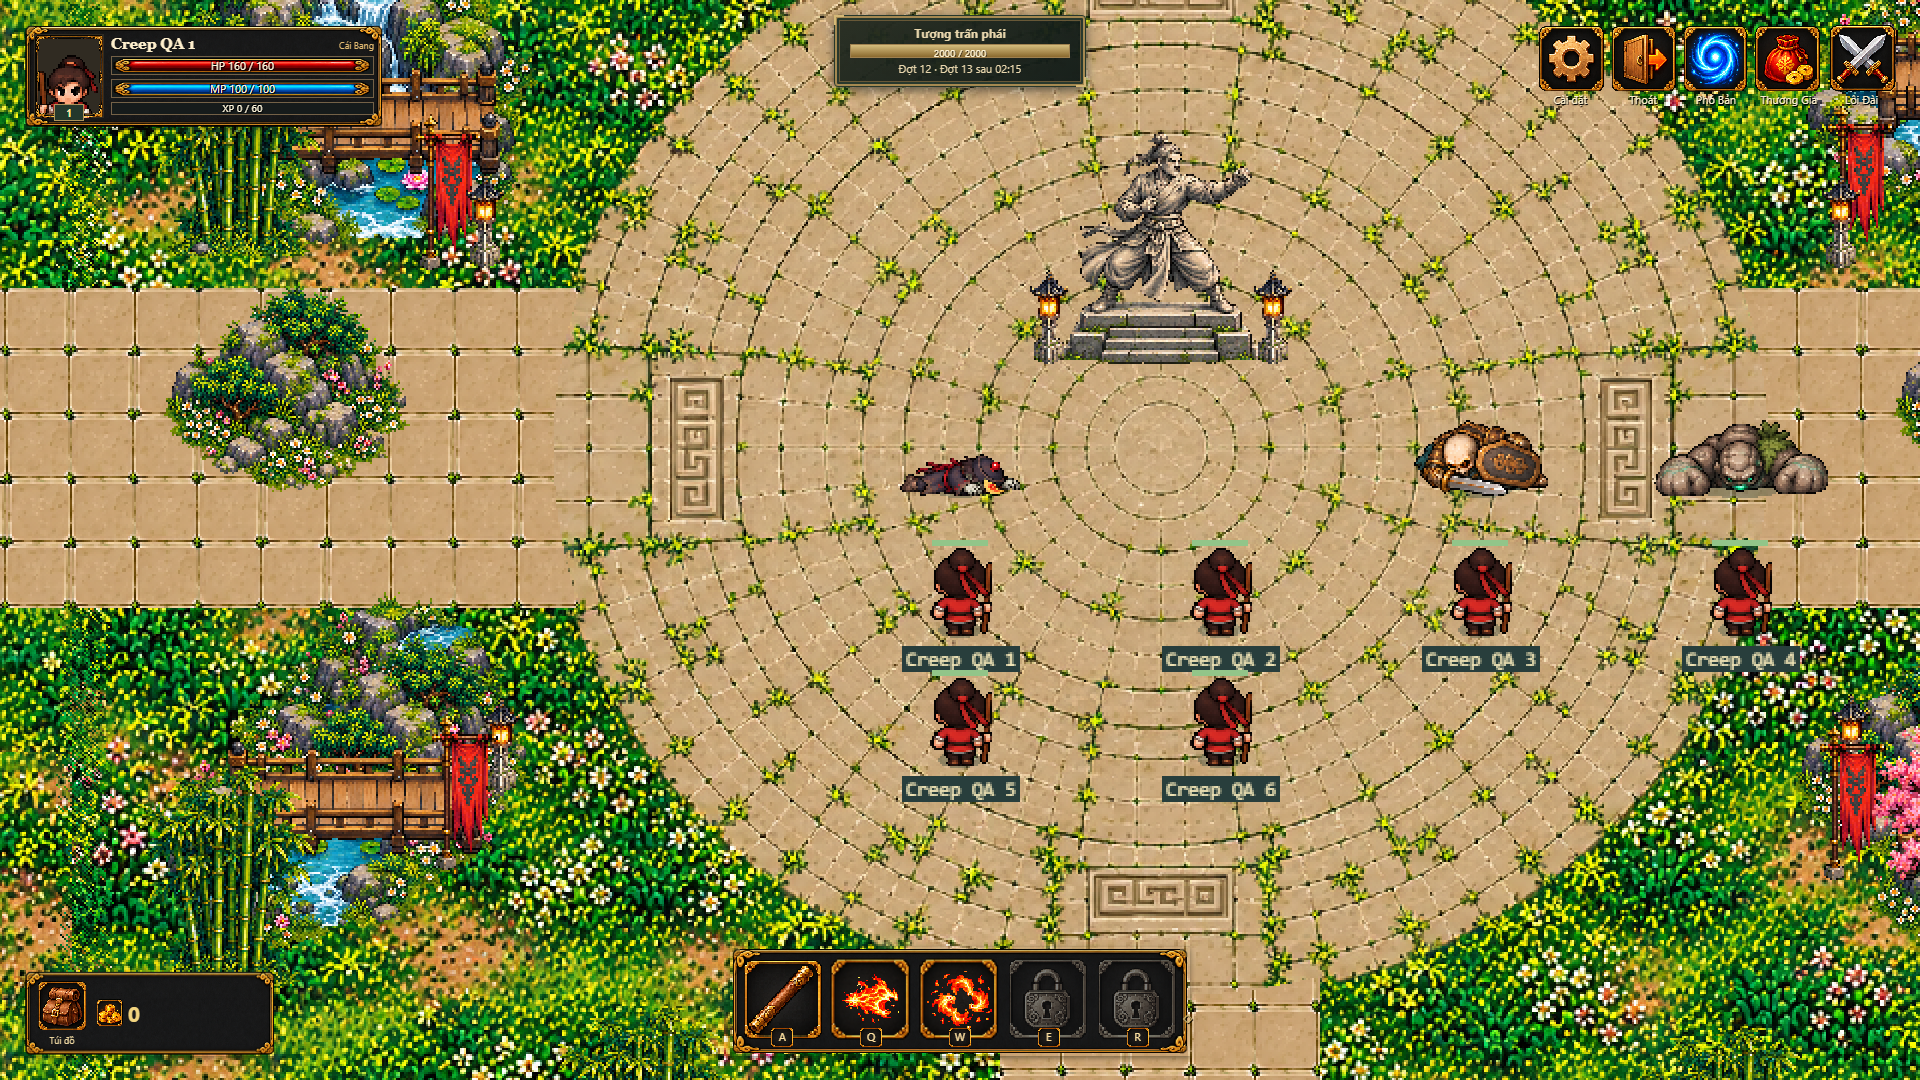 Creep QA 1
Cái Bang
HP 160 / 160
MP 100 / 100
XP 0 / 60
1
Tượng trấn phái
2000 / 2000
Đợt 12 · Đợt 13 sau 02:15
Cài đặt
Thoát
Phó Bản
Thương Gia
Lôi Đài
Creep QA 1
Creep QA 2
Creep QA 3
Creep QA 4
Creep QA 5
Creep QA 6
0
Túi đồ
A
Q
W
E
R